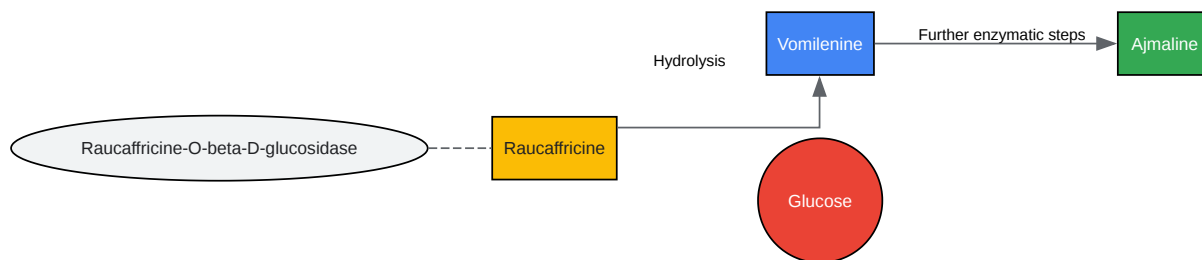 Raucaffricine-O-beta-D-glucosidase
Raucaffricine
Hydrolysis
Vomilenine
Glucose
Further enzymatic steps
Ajmaline